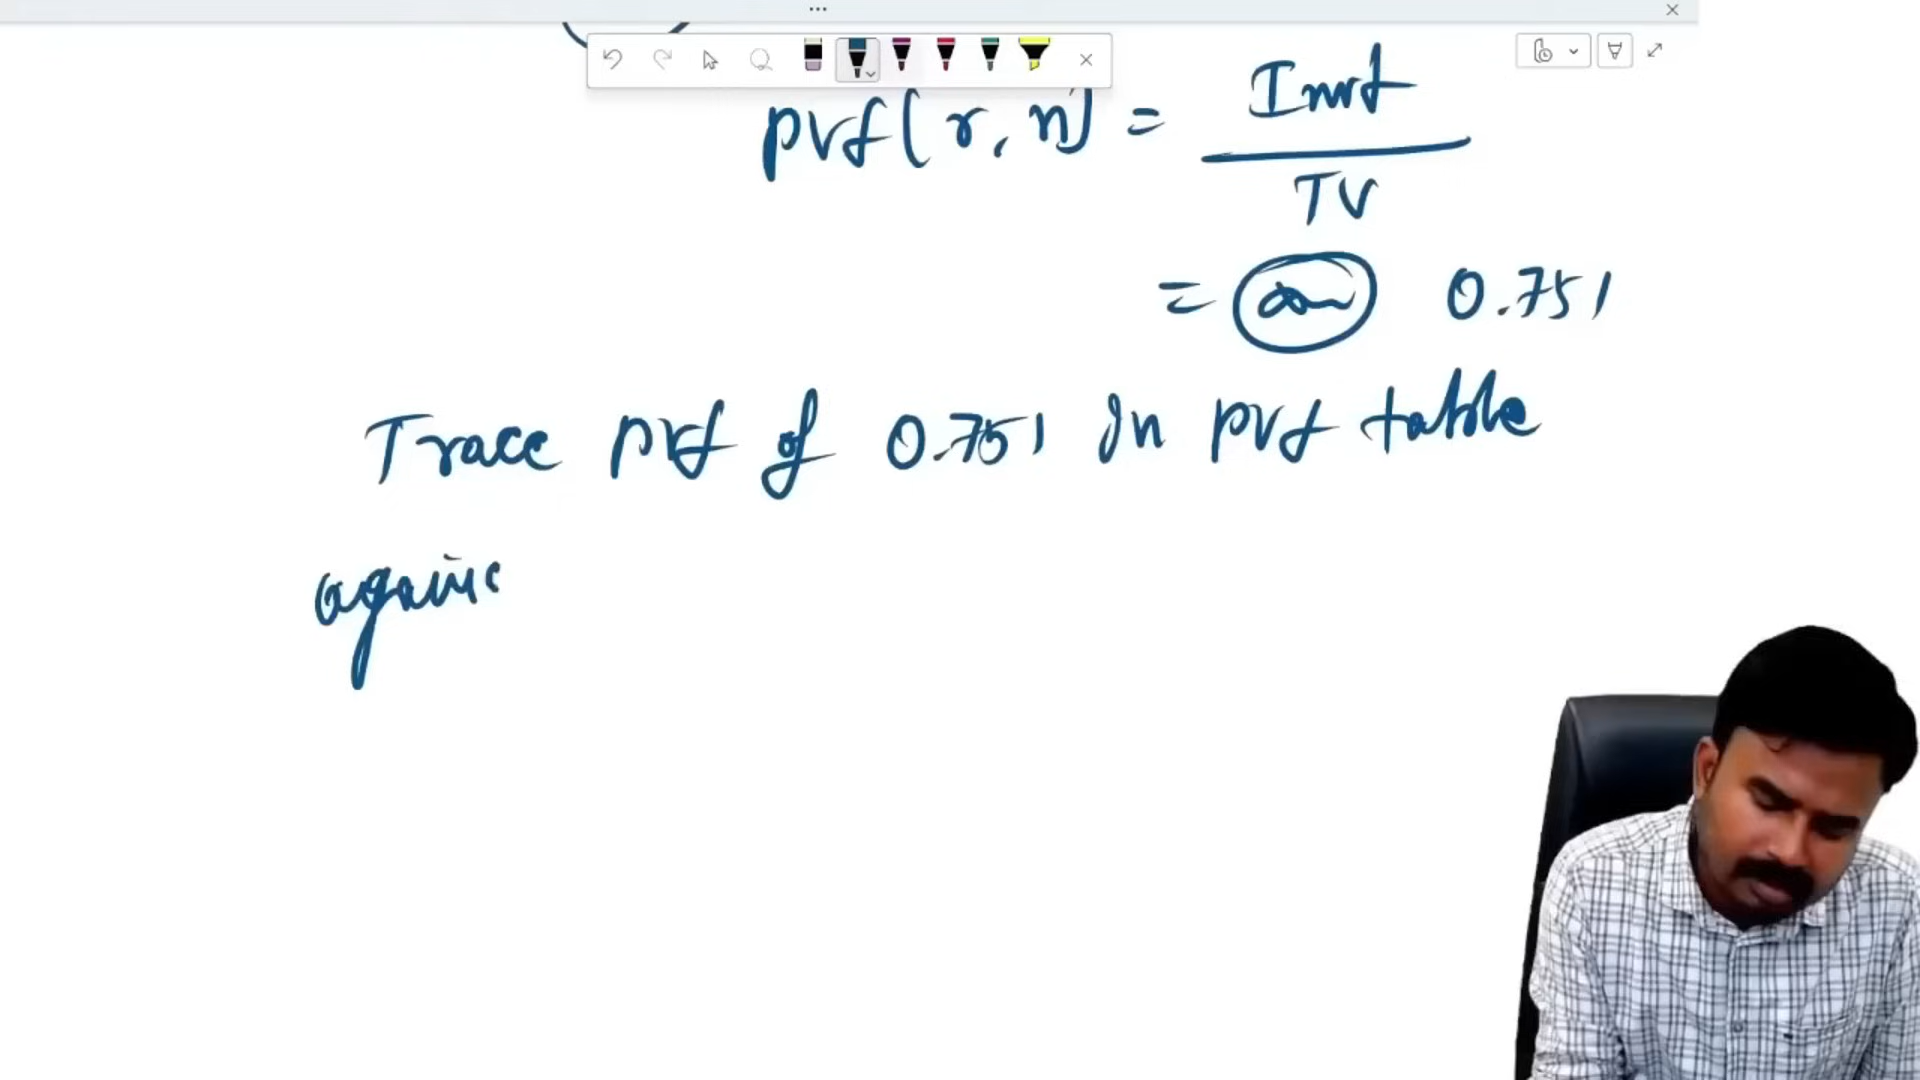 pvf(r, n) = Invt
TV
= 0.751
Trace pvf of 0.751 in pvf table
agains